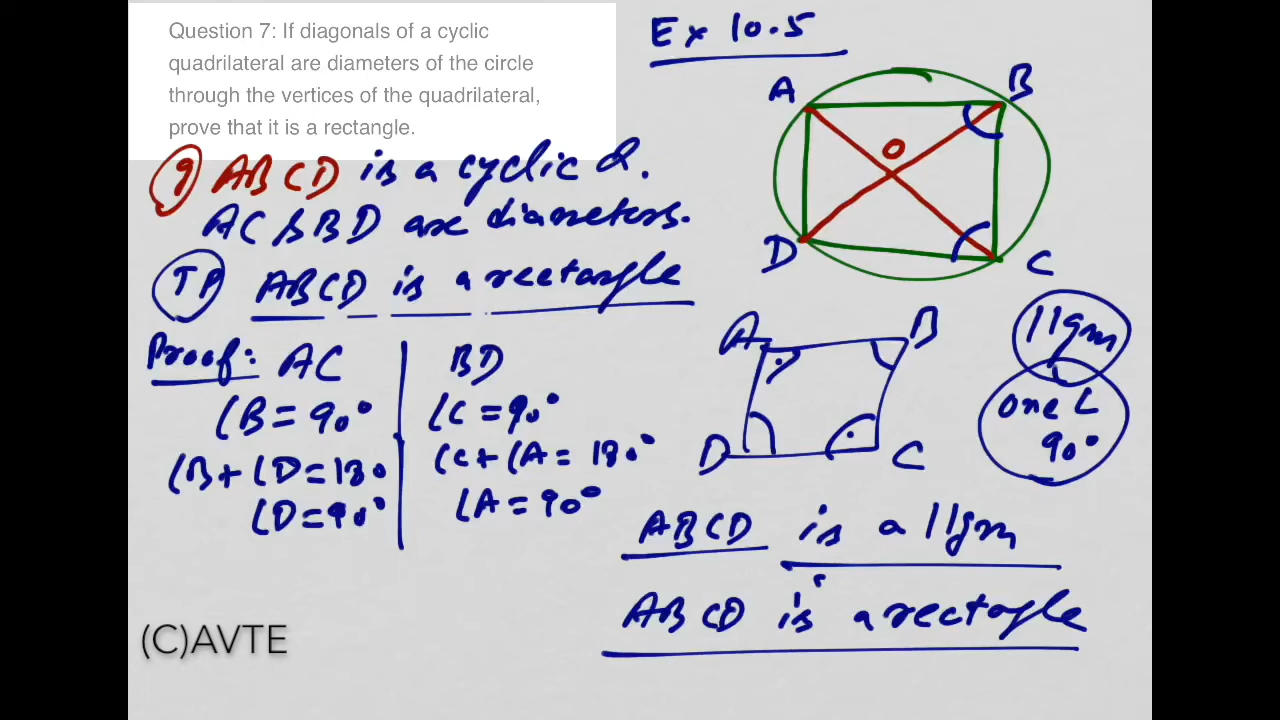 Question 7: If diagonals of a cyclic
quadrilateral are diameters of the circle
through the vertices of the quadrilateral,
prove that it is a rectangle.
Ex 10.5
A
B
O
D
C
9 ABCD is a cyclic
AC & BD are diameters.
TP ABCD is a rectangle
Proof: AC
∠B = 90°
∠B + ∠D = 180
∠D = 90°
BD
∠C = 90°
∠C + ∠A = 180°
∠A = 90°
A
B
D
C
||gm
one ∠
90°
ABCD is a ||gm
ABCD is a rectagle
(C)AVTE